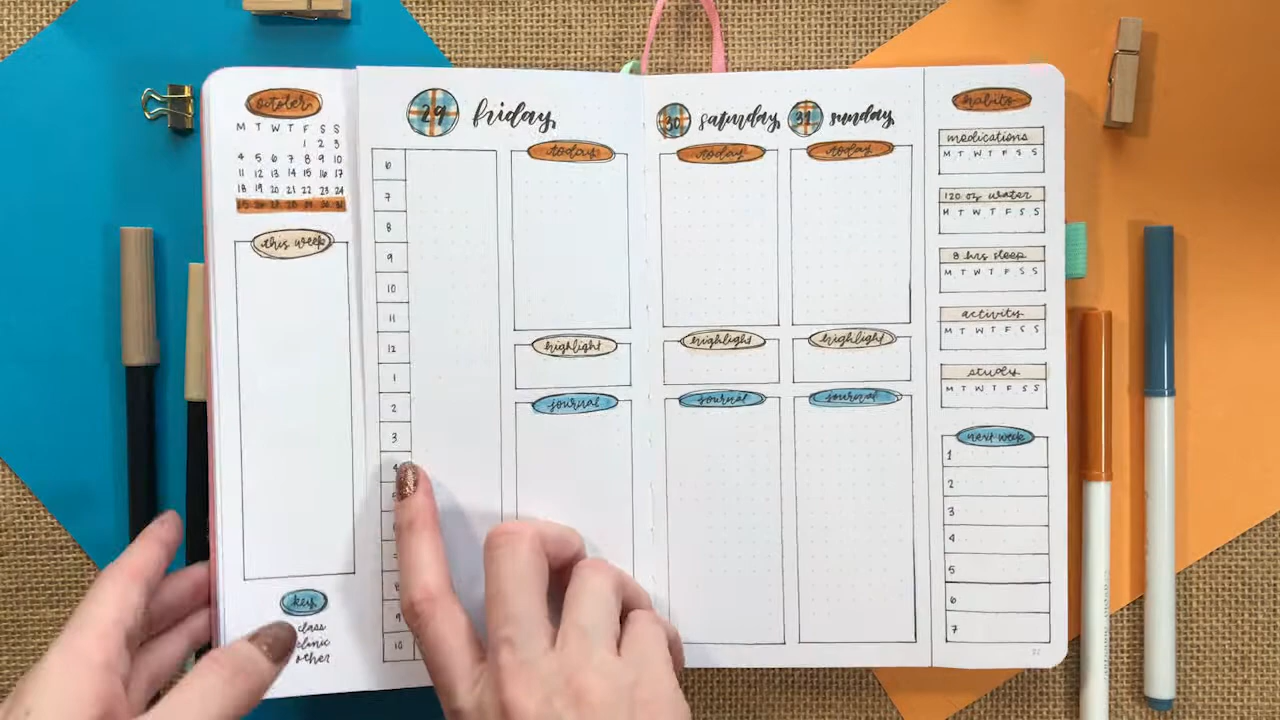 october
M T W T F S S
1 2 3
4 5 6 7 8 9 10
11 12 13 14 15 16 17
18 19 20 21 22 23 24
25 26 27 28 29 30 31
this week
key
class
clinic
other
29 friday
6
7
8
9
10
11
12
1
2
3
4
8
9
10
today
highlight
journal
30 saturday
today
highlight
journal
31 sunday
today
highlight
journal
habits
medications
M T W T F S S
120 oz water
M T W T F S S
8 hrs sleep
M T W T F S S
activity
M T W T F S S
study
M T W T F S S
next week
1
2
3
4
5
6
7